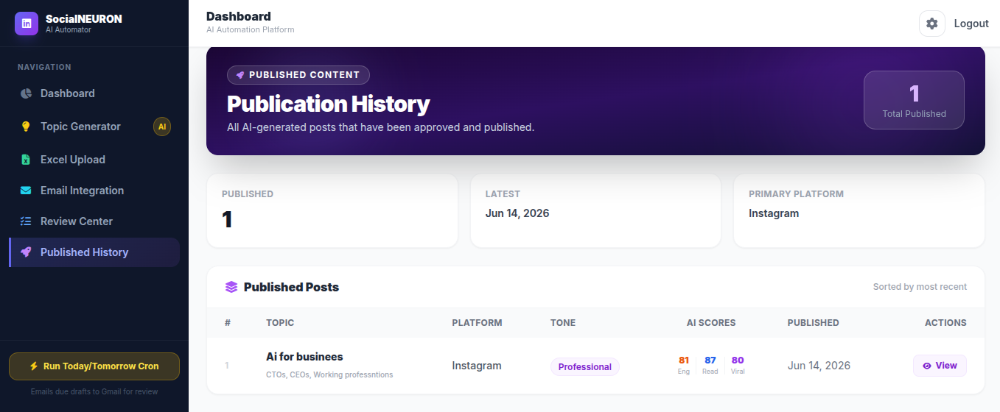 SocialNEURON
AI Automator
NAVIGATION
Dashboard
Topic Generator AI
Excel Upload
Email Integration
Review Center
Published History
Run Today/Tomorrow Cron
Emails due drafts to Gmail for review
Dashboard
AI Automation Platform
Logout
PUBLISHED CONTENT
Publication History
All AI-generated posts that have been approved and published.
1
Total Published
PUBLISHED
1
LATEST
Jun 14, 2026
PRIMARY PLATFORM
Instagram
Published Posts
Sorted by most recent
# TOPIC PLATFORM TONE AI SCORES PUBLISHED ACTIONS
1 Ai for businees Instagram Professional 81 87 80 Jun 14, 2026 View
CTOs, CEOs, Working professntions Eng Read Viral